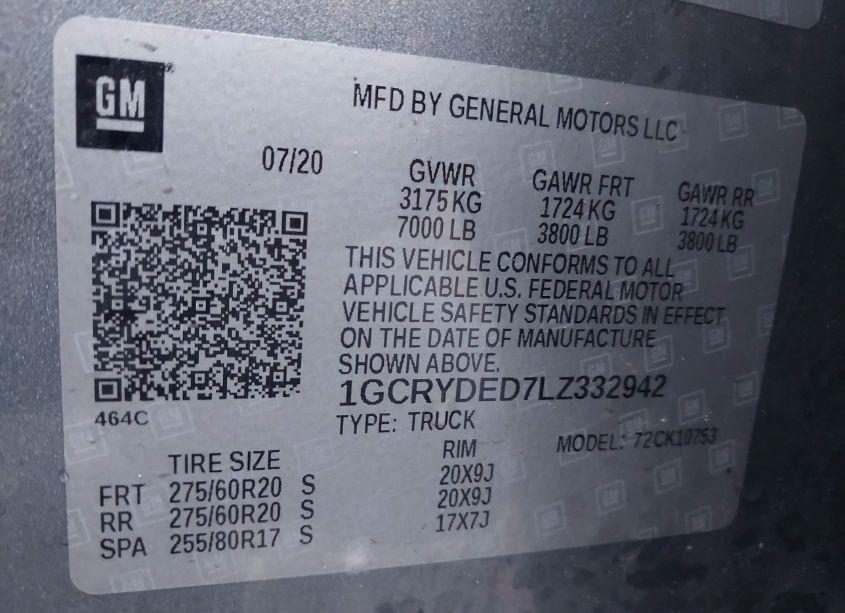 GM
MFD BY GENERAL MOTORS LLC
07/20
GVWR GAWR FRT GAWR RR
3175 KG 1724 KG 1724 KG
7000 LB 3800 LB 3800 LB
THIS VEHICLE CONFORMS TO ALL
APPLICABLE U.S. FEDERAL MOTOR
VEHICLE SAFETY STANDARDS IN EFFECT
ON THE DATE OF MANUFACTURE
SHOWN ABOVE.
1GCRYDED7LZ332942
464C
TYPE: TRUCK MODEL: 72CK10753
TIRE SIZE RIM
FRT 275/60R20 S 20X9J
RR 275/60R20 S 20X9J
SPA 255/80R17 S 17X7J